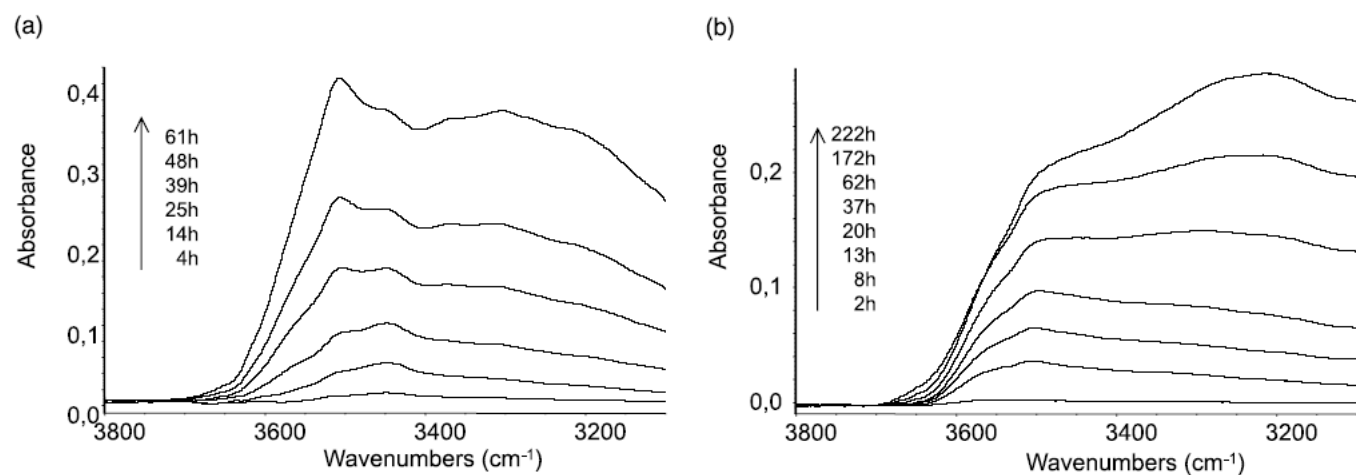 (a)
Absorbance
0,4
0,3
0,2
0,1
0,0
61h
48h
39h
25h
14h
4h
3800
3600
3400
3200
Wavenumbers (cm⁻¹)
(b)
Absorbance
0,2
0,1
0,0
222h
172h
62h
37h
20h
13h
8h
2h
3800
3600
3400
3200
Wavenumbers (cm⁻¹)